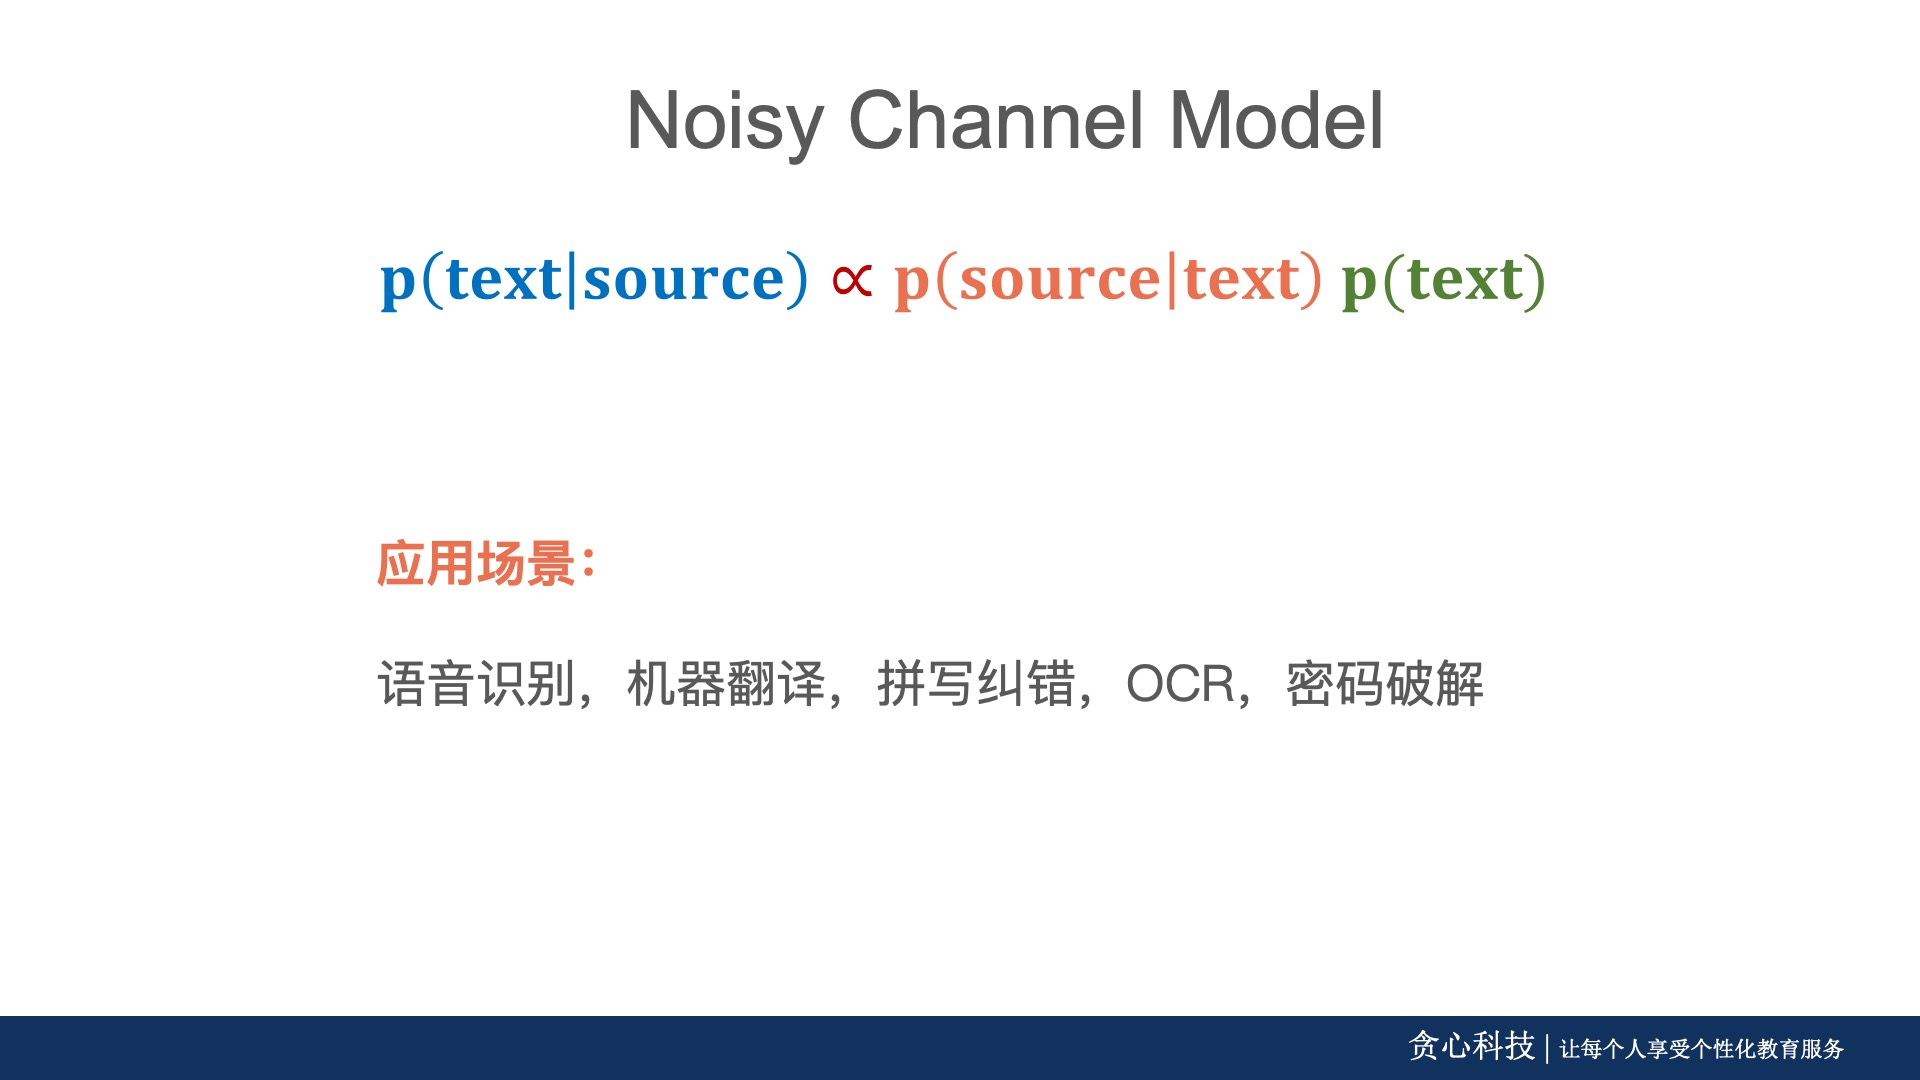 Noisy Channel Model
p(text|source) ∝ p(source|text) p(text)
应用场景：
语音识别，机器翻译，拼写纠错，OCR，密码破解
贪心科技 | 让每个人享受个性化教育服务